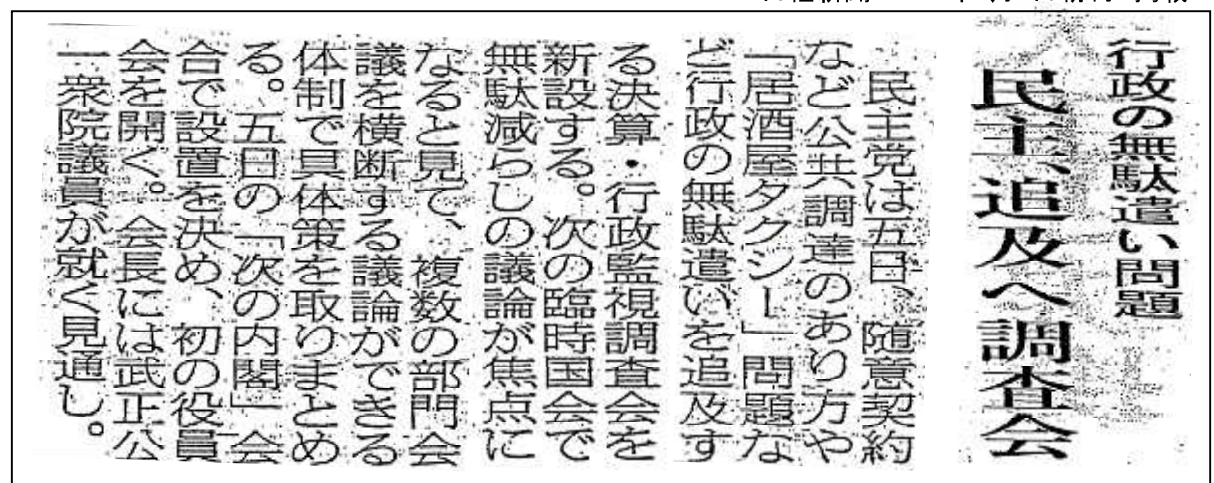 行政の無駄遣い問題
民主、追及へ調査会
民主党は五日、随意契約
など公共調達のあり方や
「居酒屋タクシー」問題な
ど行政の無駄遣いを追及す
る決算・行政監視調査会を
新設する。次の臨時国会で
無駄減らしの議論が焦点に
なると見て、複数の部門会
議を横断する議論ができる
体制で具体策を取りまとめ
る。五日の「次の内閣」会
合で設置を決め、初の役員
会を開く。会長には武正公
一衆院議員が就く見通し。